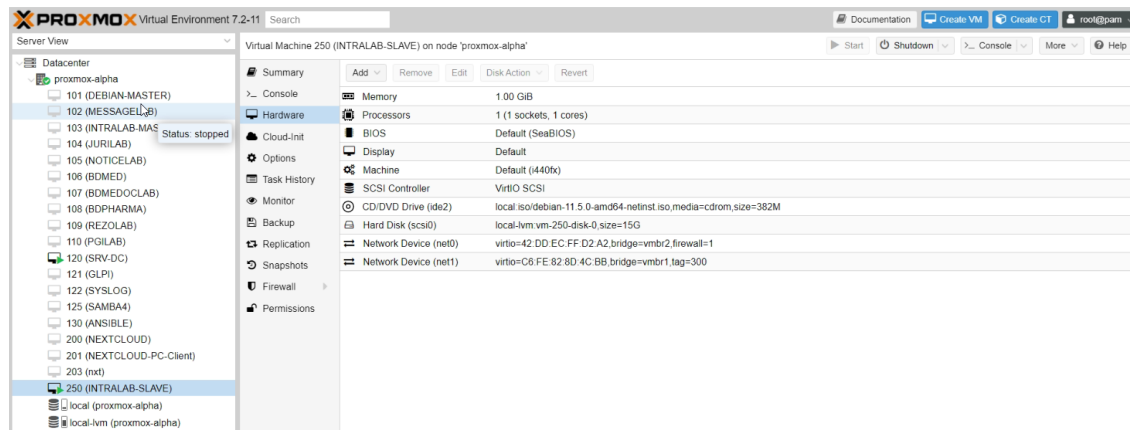 PROXMOX Virtual Environment 7.2-11 Search Documentation Create VM Create CT root@pam
Server View
Virtual Machine 250 (INTRALAB-SLAVE) on node 'proxmox-alpha' Start Shutdown >_ Console More Help
Datacenter
proxmox-alpha
101 (DEBIAN-MASTER)
102 (MESSAGELAB)
103 (INTRALAB-MAS
Status: stopped
104 (JURILAB)
105 (NOTICELAB)
106 (BDMED)
107 (BDMEDOCLAB)
108 (BDPHARMA)
109 (REZOLAB)
110 (PGILAB)
120 (SRV-DC)
121 (GLPI)
122 (SYSLOG)
125 (SAMBA4)
130 (ANSIBLE)
200 (NEXTCLOUD)
201 (NEXTCLOUD-PC-Client)
203 (nxt)
250 (INTRALAB-SLAVE)
local (proxmox-alpha)
local-lvm (proxmox-alpha)
Summary
>_ Console
Hardware
Cloud-Init
Options
Task History
Monitor
Backup
Replication
Snapshots
Firewall
Permissions
Add Remove Edit Disk Action Revert
Memory 1.00 GiB
Processors 1 (1 sockets, 1 cores)
BIOS Default (SeaBIOS)
Display Default
Machine Default (i440fx)
SCSI Controller VirtIO SCSI
CD/DVD Drive (ide2) local:iso/debian-11.5.0-amd64-netinst.iso,media=cdrom,size=382M
Hard Disk (scsi0) local-lvm:vm-250-disk-0,size=15G
Network Device (net0) virtio=42:DD:EC:FF:D2:A2,bridge=vmbr2,firewall=1
Network Device (net1) virtio=C6:FE:82:8D:4C:BB,bridge=vmbr1,tag=300